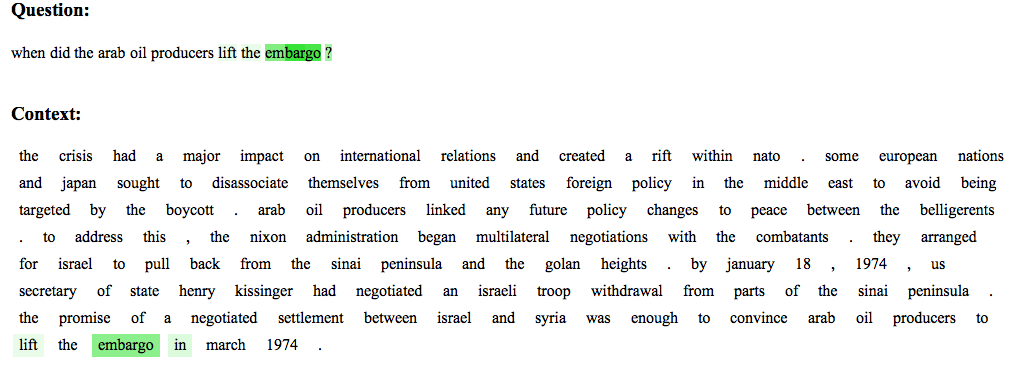 Question:
when did the arab oil producers lift the embargo ?
Context:
the crisis had a major impact on international relations and created a rift within nato . some european nations
and japan sought to disassociate themselves from united states foreign policy in the middle east to avoid being
targeted by the boycott . arab oil producers linked any future policy changes to peace between the belligerents
. to address this , the nixon administration began multilateral negotiations with the combatants . they arranged
for israel to pull back from the sinai peninsula and the golan heights . by january 18 , 1974 , us
secretary of state henry kissinger had negotiated an israeli troop withdrawal from parts of the sinai peninsula .
the promise of a negotiated settlement between israel and syria was enough to convince arab oil producers to
lift the embargo in march 1974 .